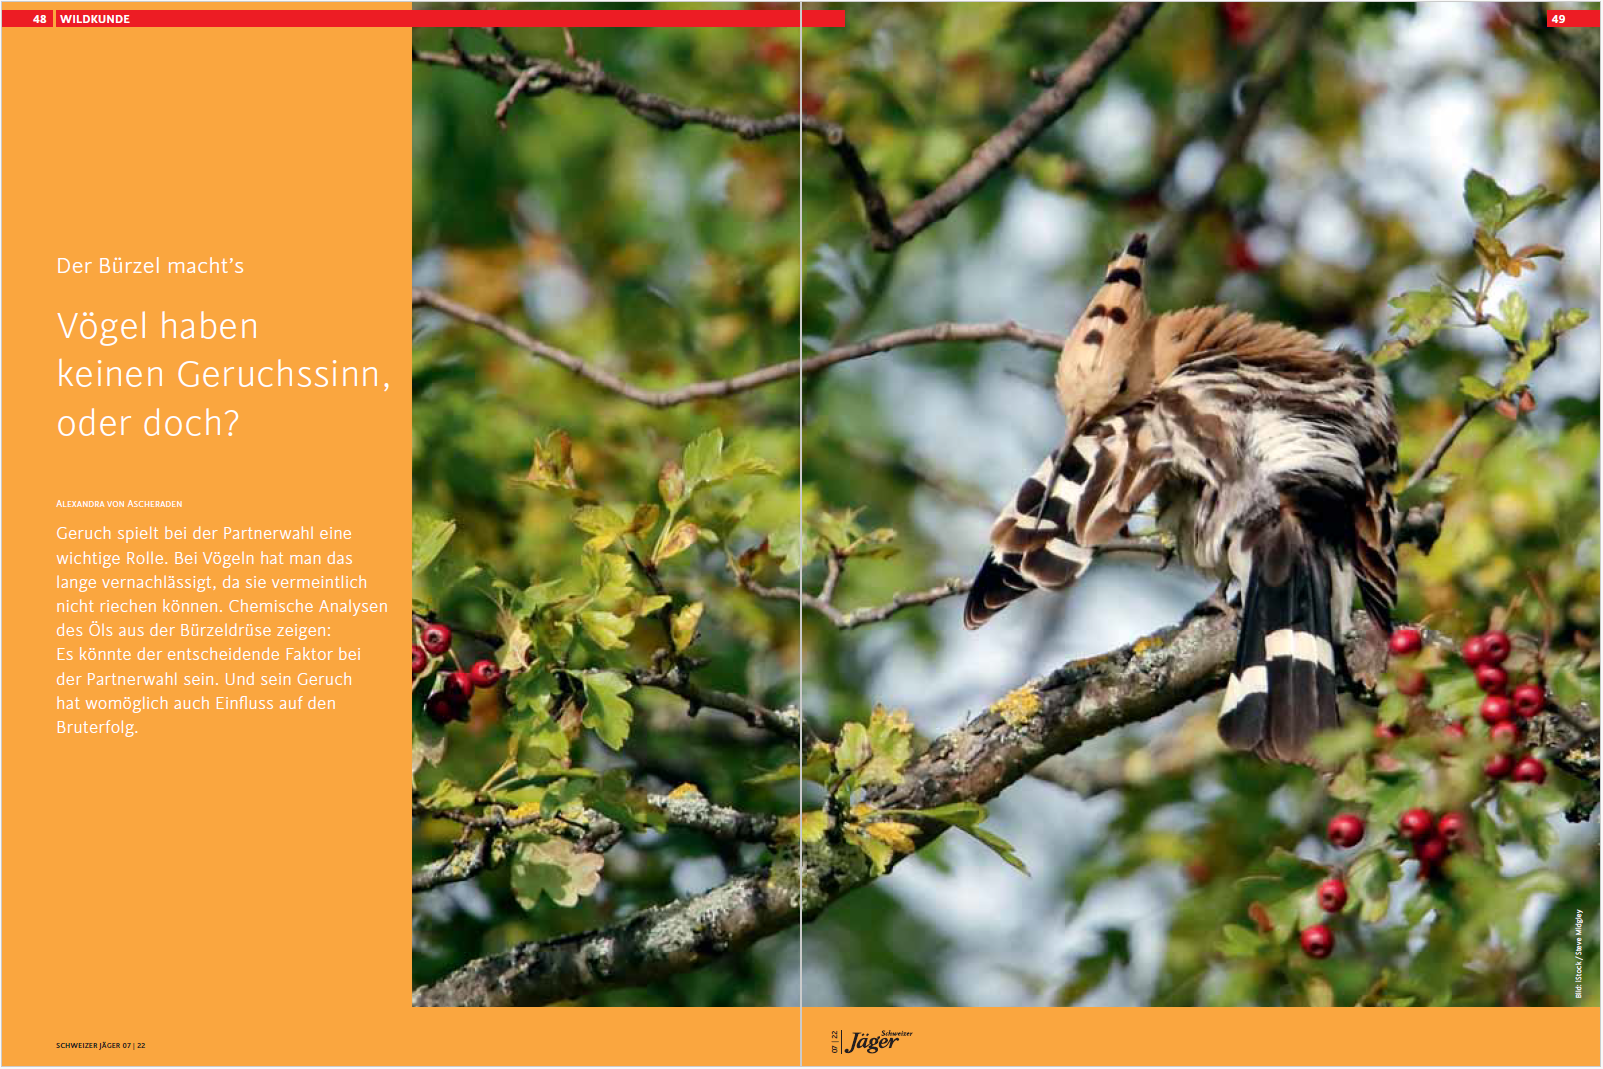 48 WILDKUNDE
49
Der Bürzel macht’s
Vögel haben
keinen Geruchssinn,
oder doch?
Alexandra von Ascheraden
Geruch spielt bei der Partnerwahl eine
wichtige Rolle. Bei Vögeln hat man das
lange vernachlässigt, da sie vermeintlich
nicht riechen können. Chemische Analysen
des Öls aus der Bürzeldrüse zeigen:
Es könnte der entscheidende Faktor bei
der Partnerwahl sein. Und sein Geruch
hat womöglich auch Einfluss auf den
Bruterfolg.
Bild: iStock / Steve Midgley
SCHWEIZER JÄGER 07 | 22
07 | 22
Schweizer
Jäger